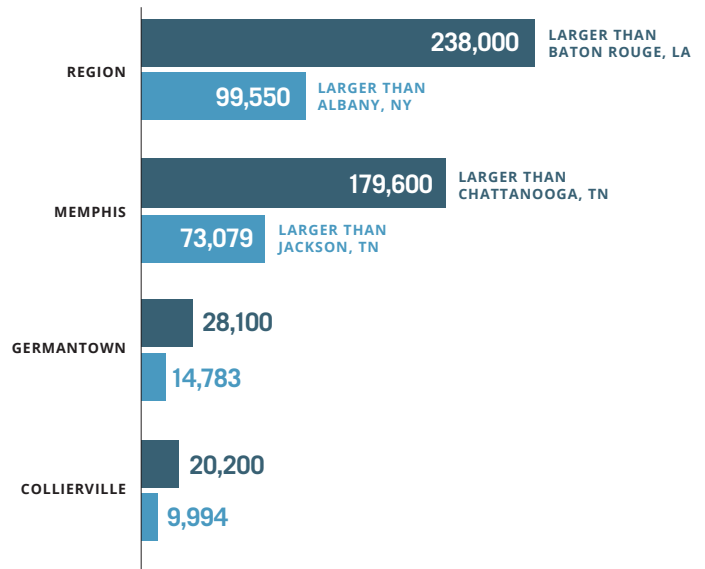 REGION
238,000
LARGER THAN
BATON ROUGE, LA
99,550
LARGER THAN
ALBANY, NY
MEMPHIS
179,600
LARGER THAN
CHATTANOOGA, TN
73,079
LARGER THAN
JACKSON, TN
GERMANTOWN
28,100
14,783
COLLIERVILLE
20,200
9,994